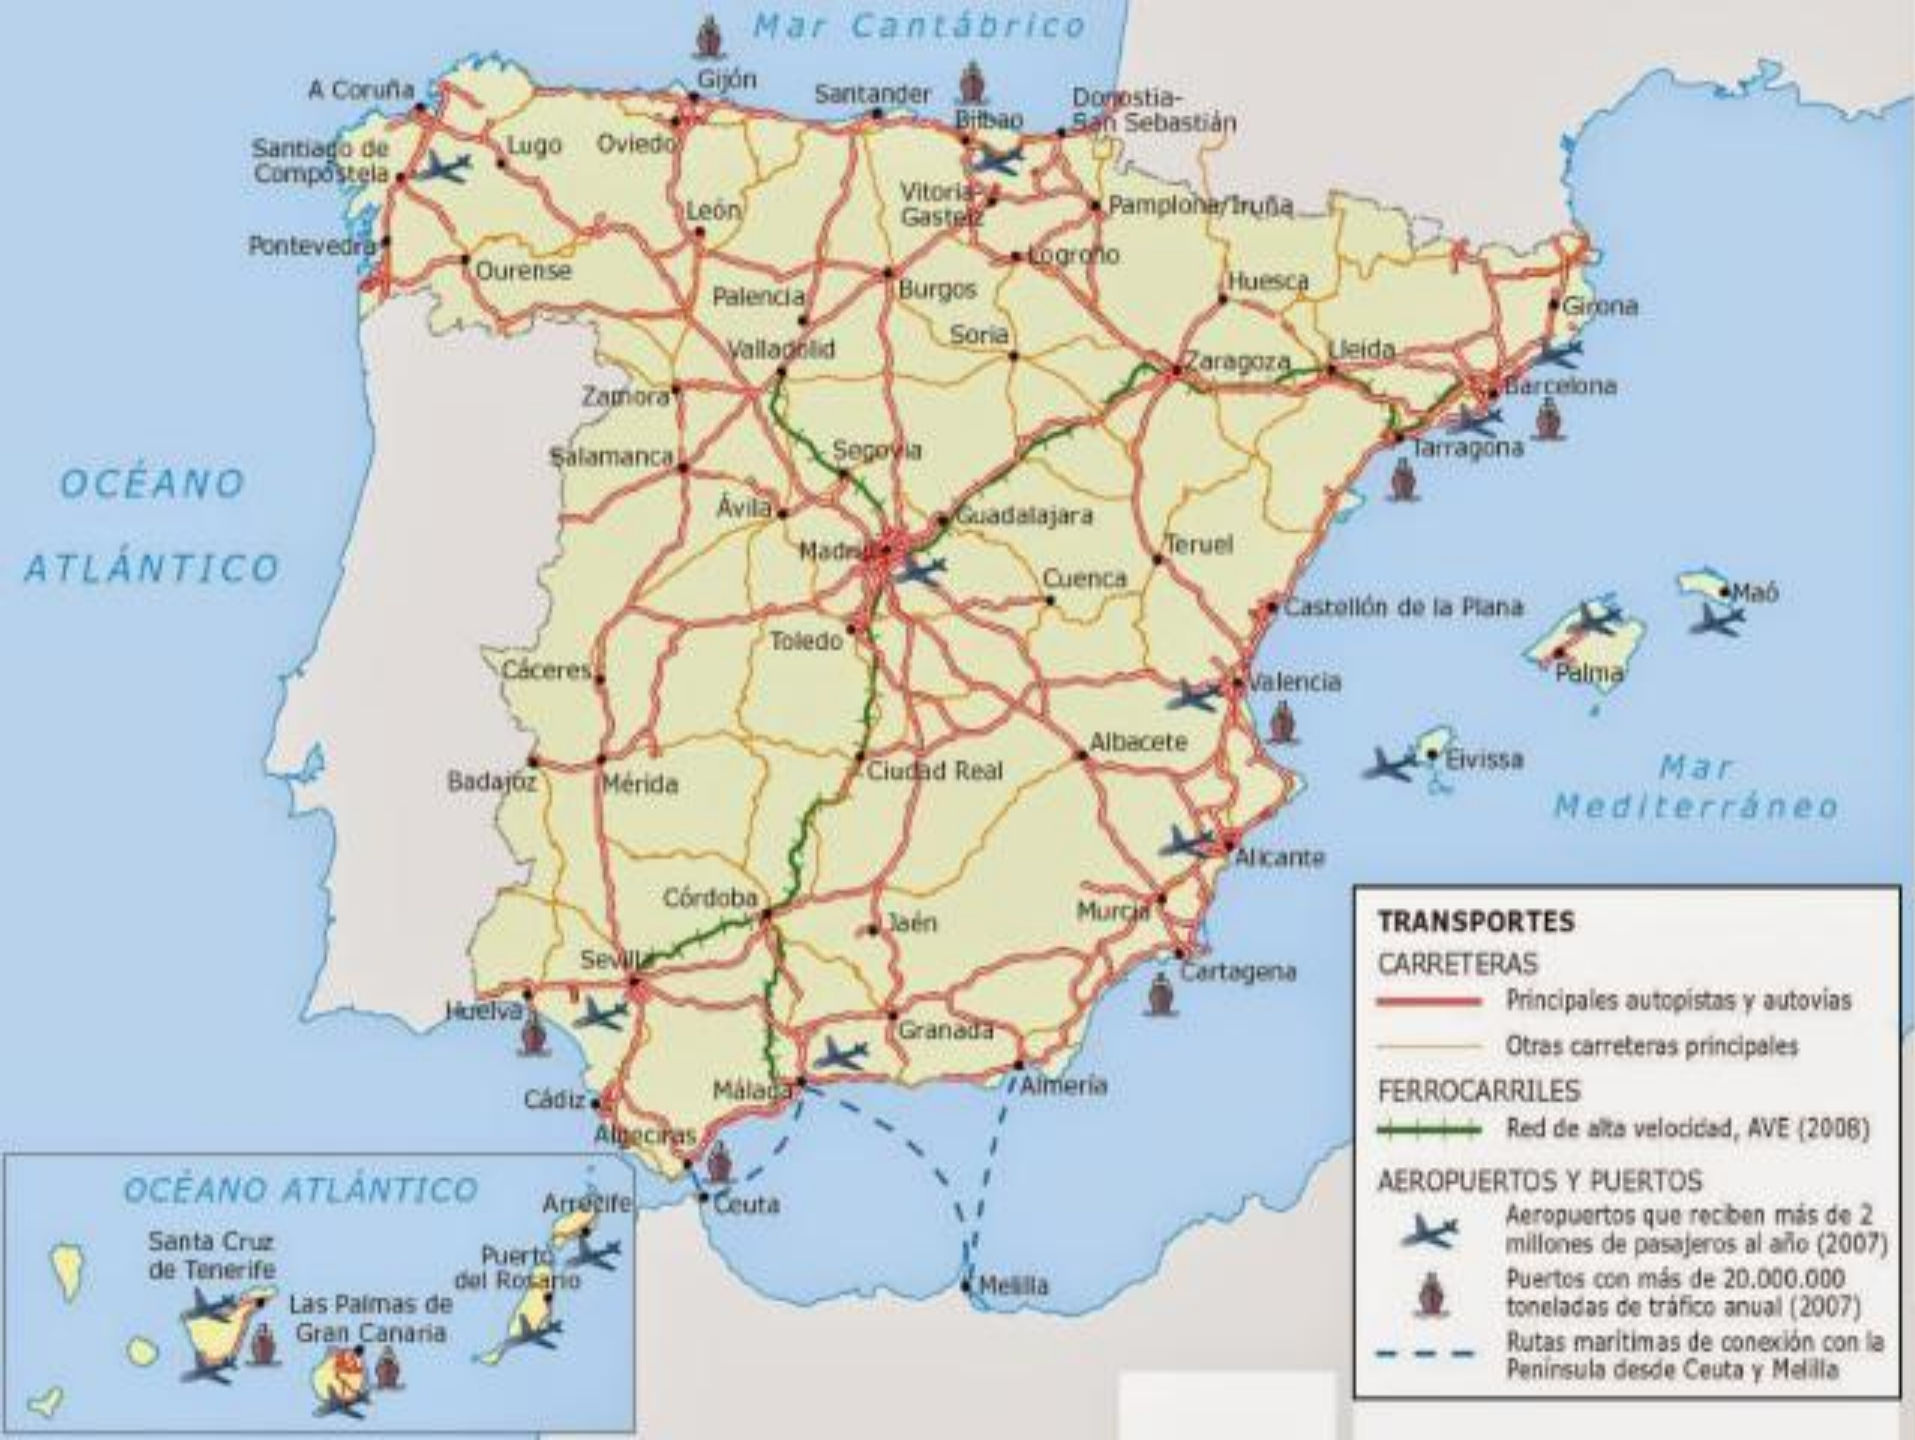 Mar Cantábrico
Gijón
A Coruña
Santander
Donostia-
San Sebastián
Bilbao
Lugo
Oviedo
Santiago de
Compostela
Vitoria-
Gasteiz
León
Pamplona/Iruña
Pontevedra
Ourense
Logroño
Huesca
Palencia
Burgos
Girona
Soria
Valladolid
Zaragoza
Lleida
Zamora
Barcelona
Segovia
Salamanca
Tarragona
OCÉANO
ATLÁNTICO
Ávila
Guadalajara
Madrid
Teruel
Cuenca
Maó
Castellón de la Plana
Toledo
Cáceres
Palma
Valencia
Albacete
Eivissa
Badajoz
Mérida
Ciudad Real
Mar
Mediterráneo
Alicante
Córdoba
Murcia
Jaén
Sevilla
Cartagena
Huelva
Granada
Málaga
Almería
Cádiz
Algeciras
Ceuta
Melilla
OCÉANO ATLÁNTICO
Arrecife
Santa Cruz
de Tenerife
Puerto
del Rosario
Las Palmas de
Gran Canaria
TRANSPORTES
CARRETERAS
Principales autopistas y autovías
Otras carreteras principales
FERROCARRILES
Red de alta velocidad, AVE (2008)
AEROPUERTOS Y PUERTOS
Aeropuertos que reciben más de 2
millones de pasajeros al año (2007)
Puertos con más de 20.000.000
toneladas de tráfico anual (2007)
Rutas marítimas de conexión con la
Península desde Ceuta y Melilla